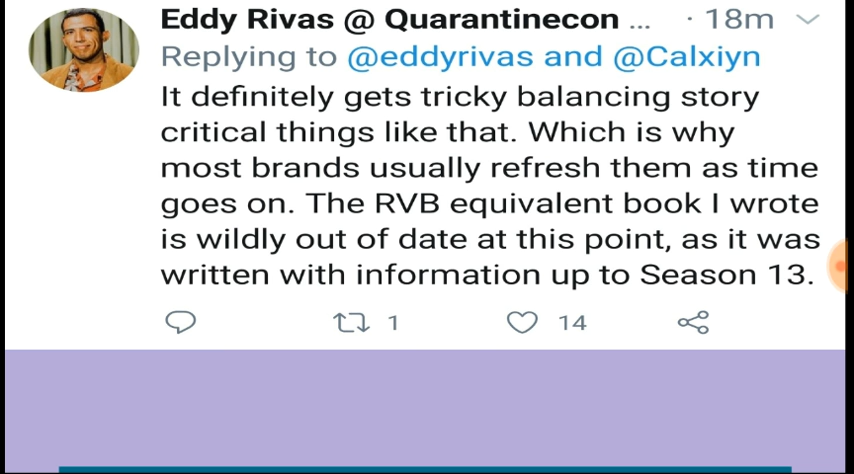 Eddy Rivas @ Quarantinecon ... · 18m
Replying to @eddyrivas and @Calxiyn
It definitely gets tricky balancing story
critical things like that. Which is why
most brands usually refresh them as time
goes on. The RVB equivalent book I wrote
is wildly out of date at this point, as it was
written with information up to Season 13.
1 14